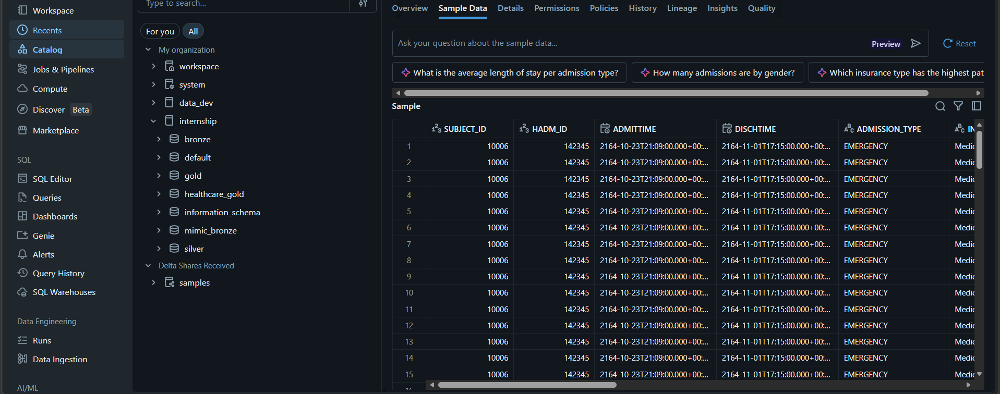 Workspace
Recents
Catalog
Jobs & Pipelines
Compute
Discover Beta
Marketplace
SQL
SQL Editor
Queries
Dashboards
Genie
Alerts
Query History
SQL Warehouses
Data Engineering
Runs
Data Ingestion
AI/ML
Type to search...
For you All
My organization
workspace
system
data_dev
internship
bronze
default
gold
healthcare_gold
information_schema
mimic_bronze
silver
Delta Shares Received
samples
Overview Sample Data Details Permissions Policies History Lineage Insights Quality
Ask your question about the sample data... Preview Reset
What is the average length of stay per admission type? How many admissions are by gender? Which insurance type has the highest pat
Sample
SUBJECT_ID HADM_ID ADMITTIME DISCHTIME ADMISSION_TYPE IN
1 10006 142345 2164-10-23T21:09:00.000+00:... 2164-11-01T17:15:00.000+00:... EMERGENCY Medic
2 10006 142345 2164-10-23T21:09:00.000+00:... 2164-11-01T17:15:00.000+00:... EMERGENCY Medic
3 10006 142345 2164-10-23T21:09:00.000+00:... 2164-11-01T17:15:00.000+00:... EMERGENCY Medic
4 10006 142345 2164-10-23T21:09:00.000+00:... 2164-11-01T17:15:00.000+00:... EMERGENCY Medic
5 10006 142345 2164-10-23T21:09:00.000+00:... 2164-11-01T17:15:00.000+00:... EMERGENCY Medic
6 10006 142345 2164-10-23T21:09:00.000+00:... 2164-11-01T17:15:00.000+00:... EMERGENCY Medic
7 10006 142345 2164-10-23T21:09:00.000+00:... 2164-11-01T17:15:00.000+00:... EMERGENCY Medic
8 10006 142345 2164-10-23T21:09:00.000+00:... 2164-11-01T17:15:00.000+00:... EMERGENCY Medic
9 10006 142345 2164-10-23T21:09:00.000+00:... 2164-11-01T17:15:00.000+00:... EMERGENCY Medic
10 10006 142345 2164-10-23T21:09:00.000+00:... 2164-11-01T17:15:00.000+00:... EMERGENCY Medic
11 10006 142345 2164-10-23T21:09:00.000+00:... 2164-11-01T17:15:00.000+00:... EMERGENCY Medic
12 10006 142345 2164-10-23T21:09:00.000+00:... 2164-11-01T17:15:00.000+00:... EMERGENCY Medic
13 10006 142345 2164-10-23T21:09:00.000+00:... 2164-11-01T17:15:00.000+00:... EMERGENCY Medic
14 10006 142345 2164-10-23T21:09:00.000+00:... 2164-11-01T17:15:00.000+00:... EMERGENCY Medic
15 10006 142345 2164-10-23T21:09:00.000+00:... 2164-11-01T17:15:00.000+00:... EMERGENCY Medic